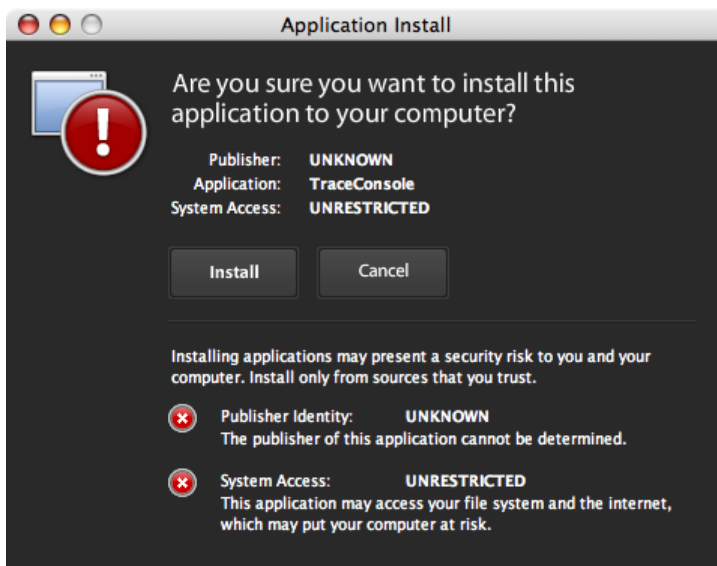 Application Install
Are you sure you want to install this
application to your computer?
Publisher: UNKNOWN
Application: TraceConsole
System Access: UNRESTRICTED
Install Cancel
Installing applications may present a security risk to you and your
computer. Install only from sources that you trust.
Publisher Identity: UNKNOWN
The publisher of this application cannot be determined.
System Access: UNRESTRICTED
This application may access your file system and the internet,
which may put your computer at risk.